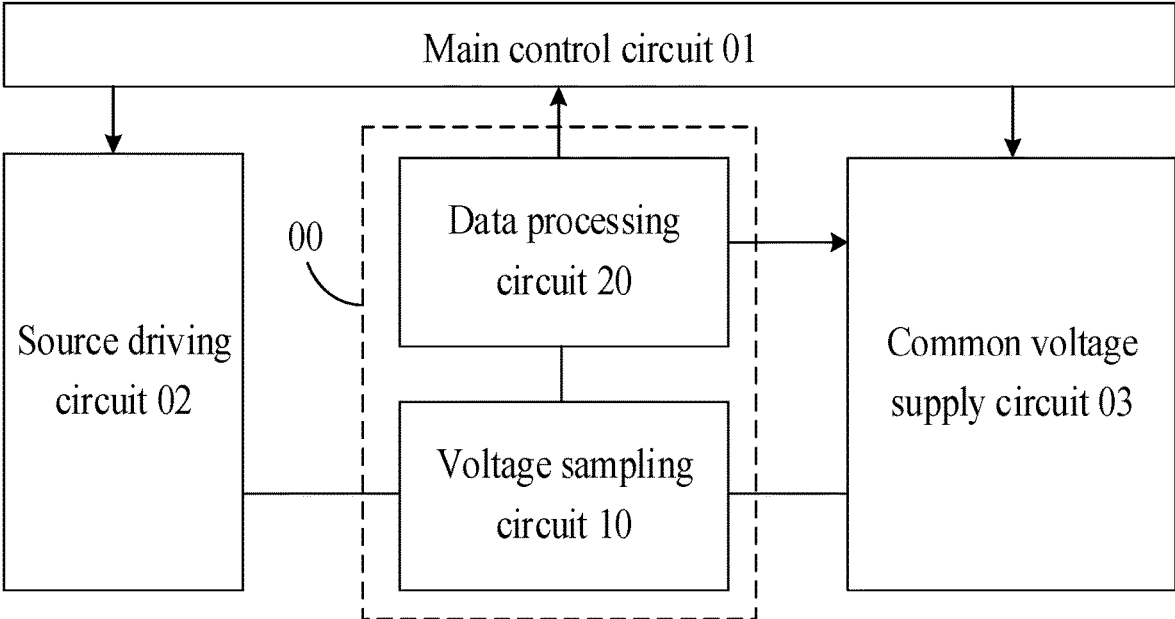 Main control circuit 01
Data processing
circuit 20
00
Source driving
circuit 02
Common voltage
supply circuit 03
Voltage sampling
circuit 10